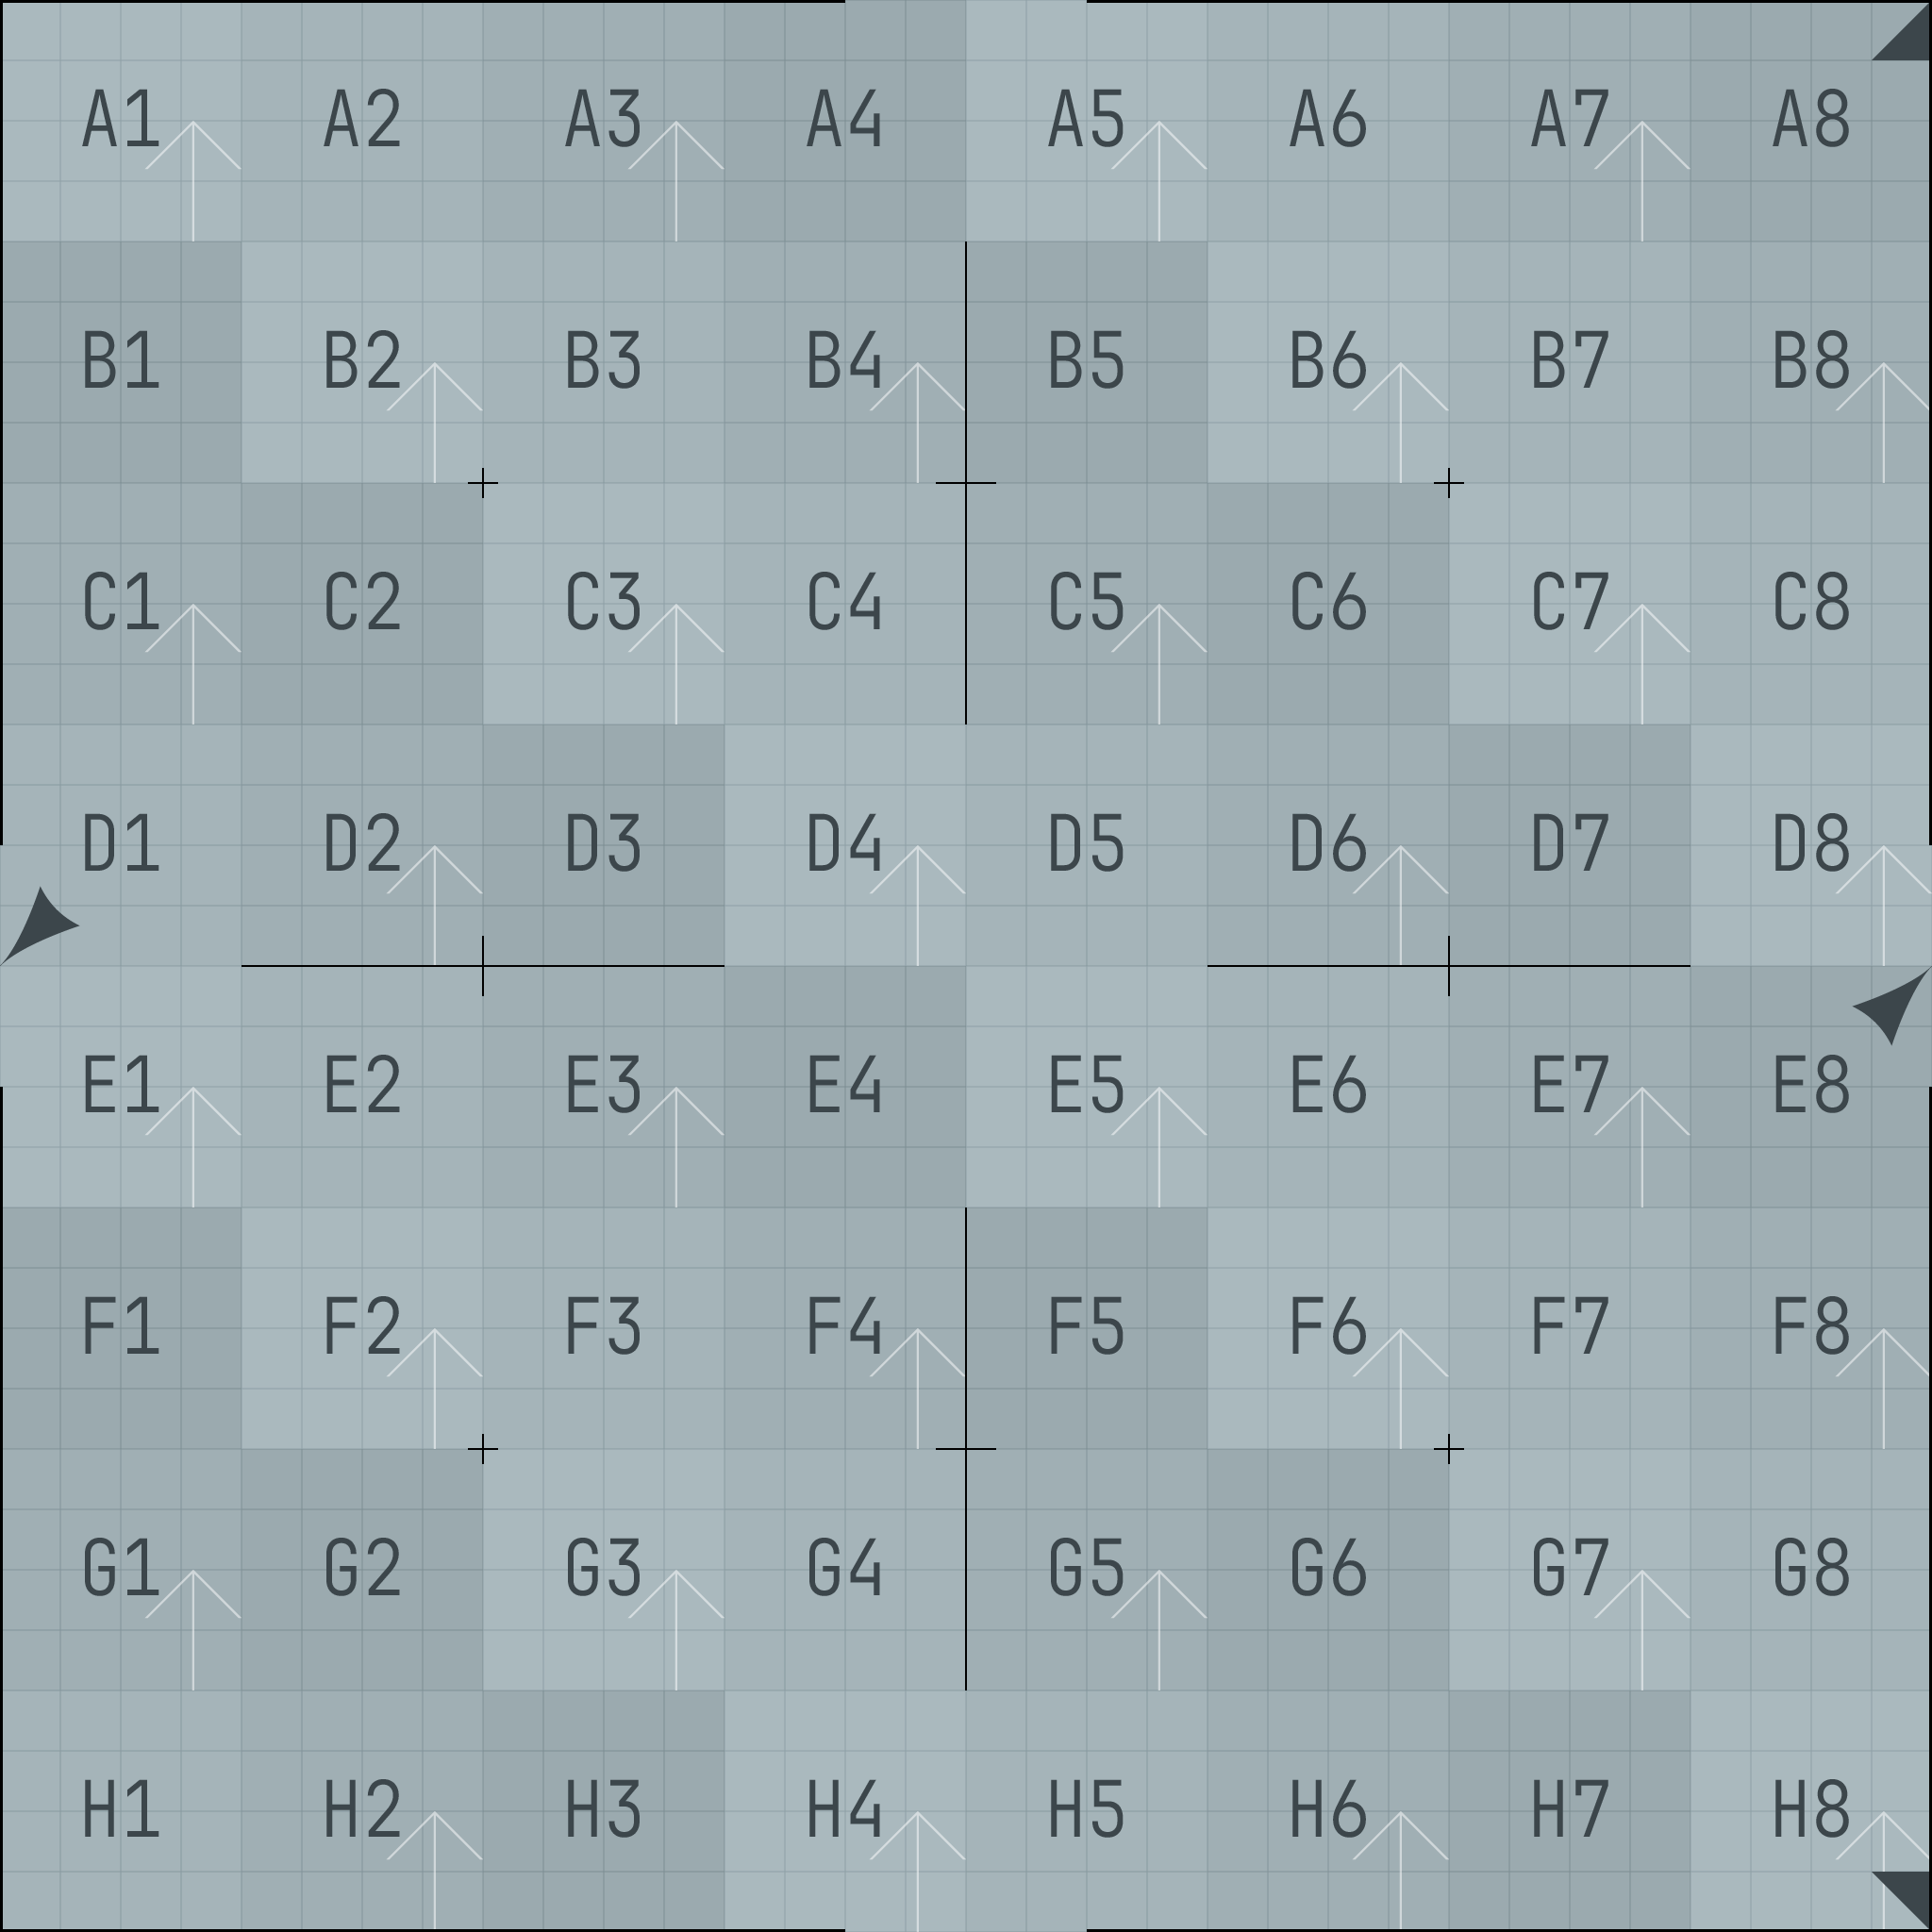 A1 A2 A3 A4 A5 A6 A7 A8
B1 B2 B3 B4 B5 B6 B7 B8
C1 C2 C3 C4 C5 C6 C7 C8
D1 D2 D3 D4 D5 D6 D7 D8
E1 E2 E3 E4 E5 E6 E7 E8
F1 F2 F3 F4 F5 F6 F7 F8
G1 G2 G3 G4 G5 G6 G7 G8
H1 H2 H3 H4 H5 H6 H7 H8